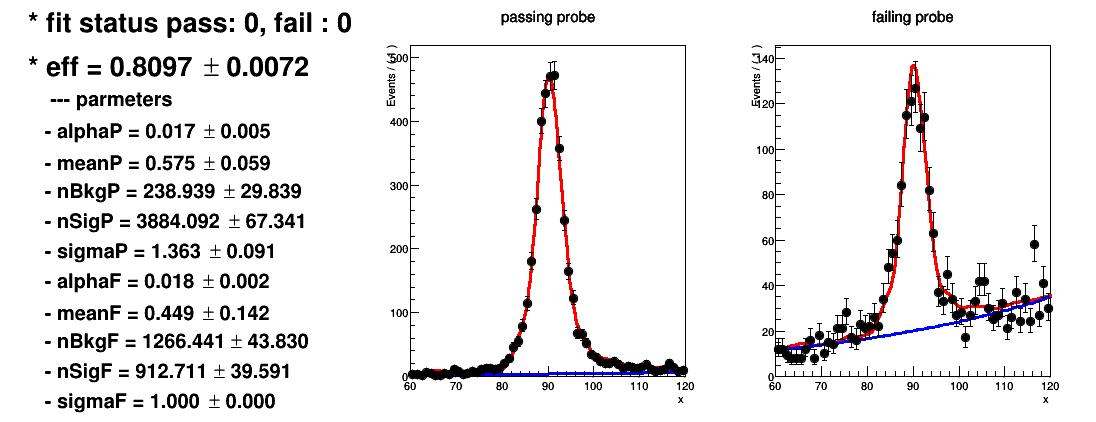 * fit status pass: 0, fail : 0
* eff = 0.8097 ± 0.0072
--- parmeters
- alphaP = 0.017 ± 0.005
- meanP = 0.575 ± 0.059
- nBkgP = 238.939 ± 29.839
- nSigP = 3884.092 ± 67.341
- sigmaP = 1.363 ± 0.091
- alphaF = 0.018 ± 0.002
- meanF = 0.449 ± 0.142
- nBkgF = 1266.441 ± 43.830
- nSigF = 912.711 ± 39.591
- sigmaF = 1.000 ± 0.000
passing probe
Events / ( 1 )
500
400
300
200
100
0
60 70 80 90 100 110 120
x
failing probe
Events / ( 1 )
140
120
100
80
60
40
20
0
60 70 80 90 100 110 120
x